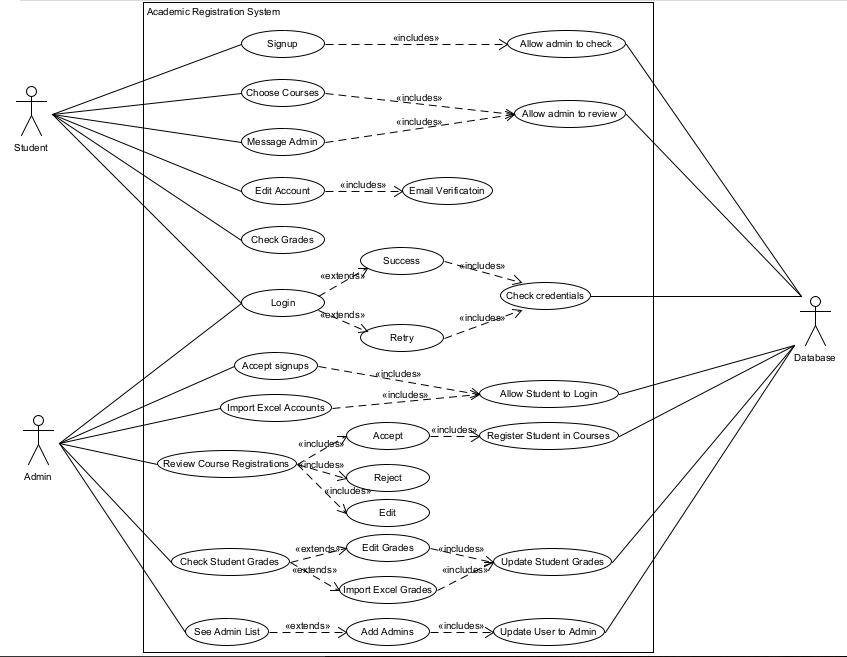 Academic Registration System
Signup
«includes»
Allow admin to check
Choose Courses
«includes»
Allow admin to review
«includes»
Message Admin
Student
Edit Account
«includes»
Email Verificatoin
Check Grades
Success
«includes»
«extends»
Login
Check credentials
«extends»
«includes»
Retry
Database
Accept signups
«includes»
Allow Student to Login
«includes»
Import Excel Accounts
Accept
«includes»
Register Student in Courses
«includes»
Review Course Registrations
«includes»
Admin
Reject
«includes»
Edit
Edit Grades
«extends»
«includes»
Check Student Grades
Update Student Grades
«extends»
«includes»
Import Excel Grades
See Admin List
«extends»
Add Admins
«includes»
Update User to Admin